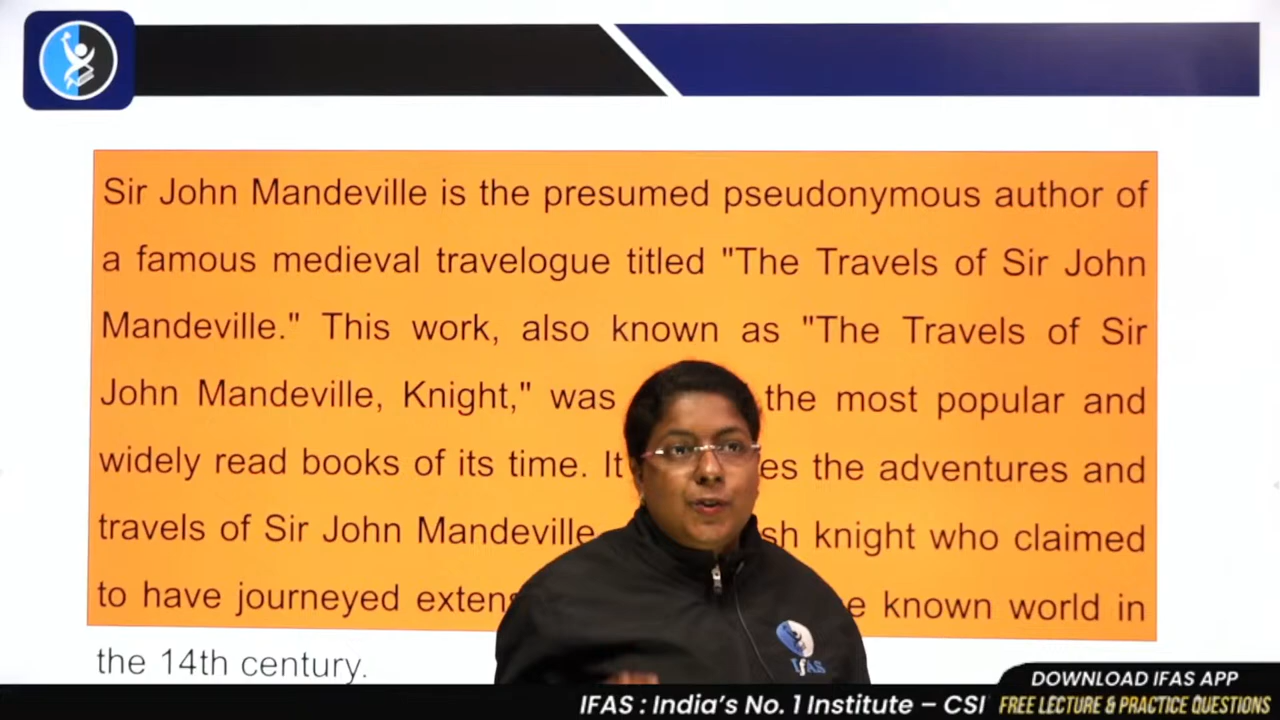 Sir John Mandeville is the presumed pseudonymous author of
a famous medieval travelogue titled "The Travels of Sir John
Mandeville." This work, also known as "The Travels of Sir
John Mandeville, Knight," was the most popular and
widely read books of its time. It the adventures and
travels of Sir John Mandeville knight who claimed
to have journeyed known world in
the 14th century.
IFAS
DOWNLOAD IFAS APP
IFAS : India's No. 1 Institute – CSI FREE LECTURE & PRACTICE QUESTIONS